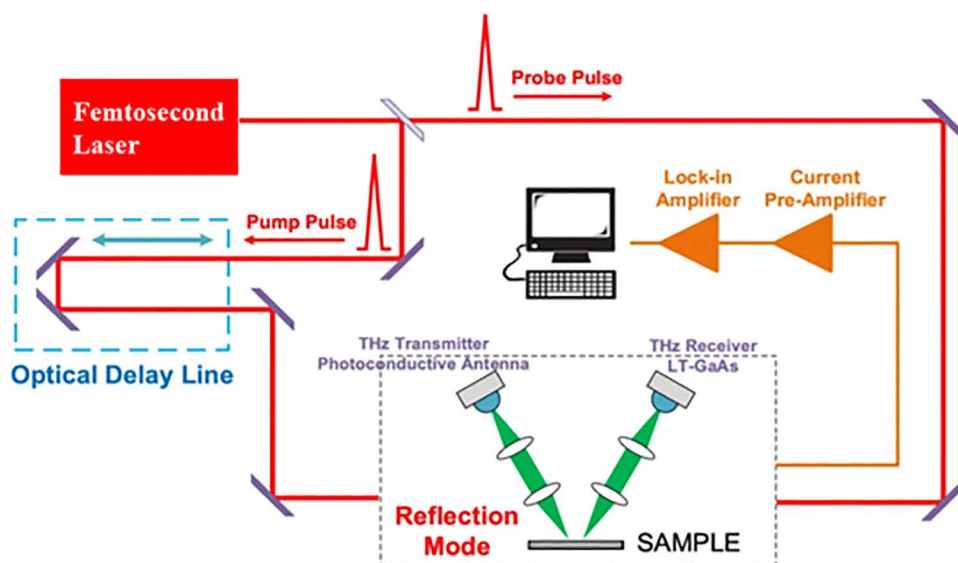 Probe Pulse
Femtosecond
Laser
Pump Pulse
Lock-in
Amplifier
Current
Pre-Amplifier
Optical Delay Line
THz Transmitter
Photoconductive Antenna
THz Receiver
LT-GaAs
Reflection
Mode
SAMPLE